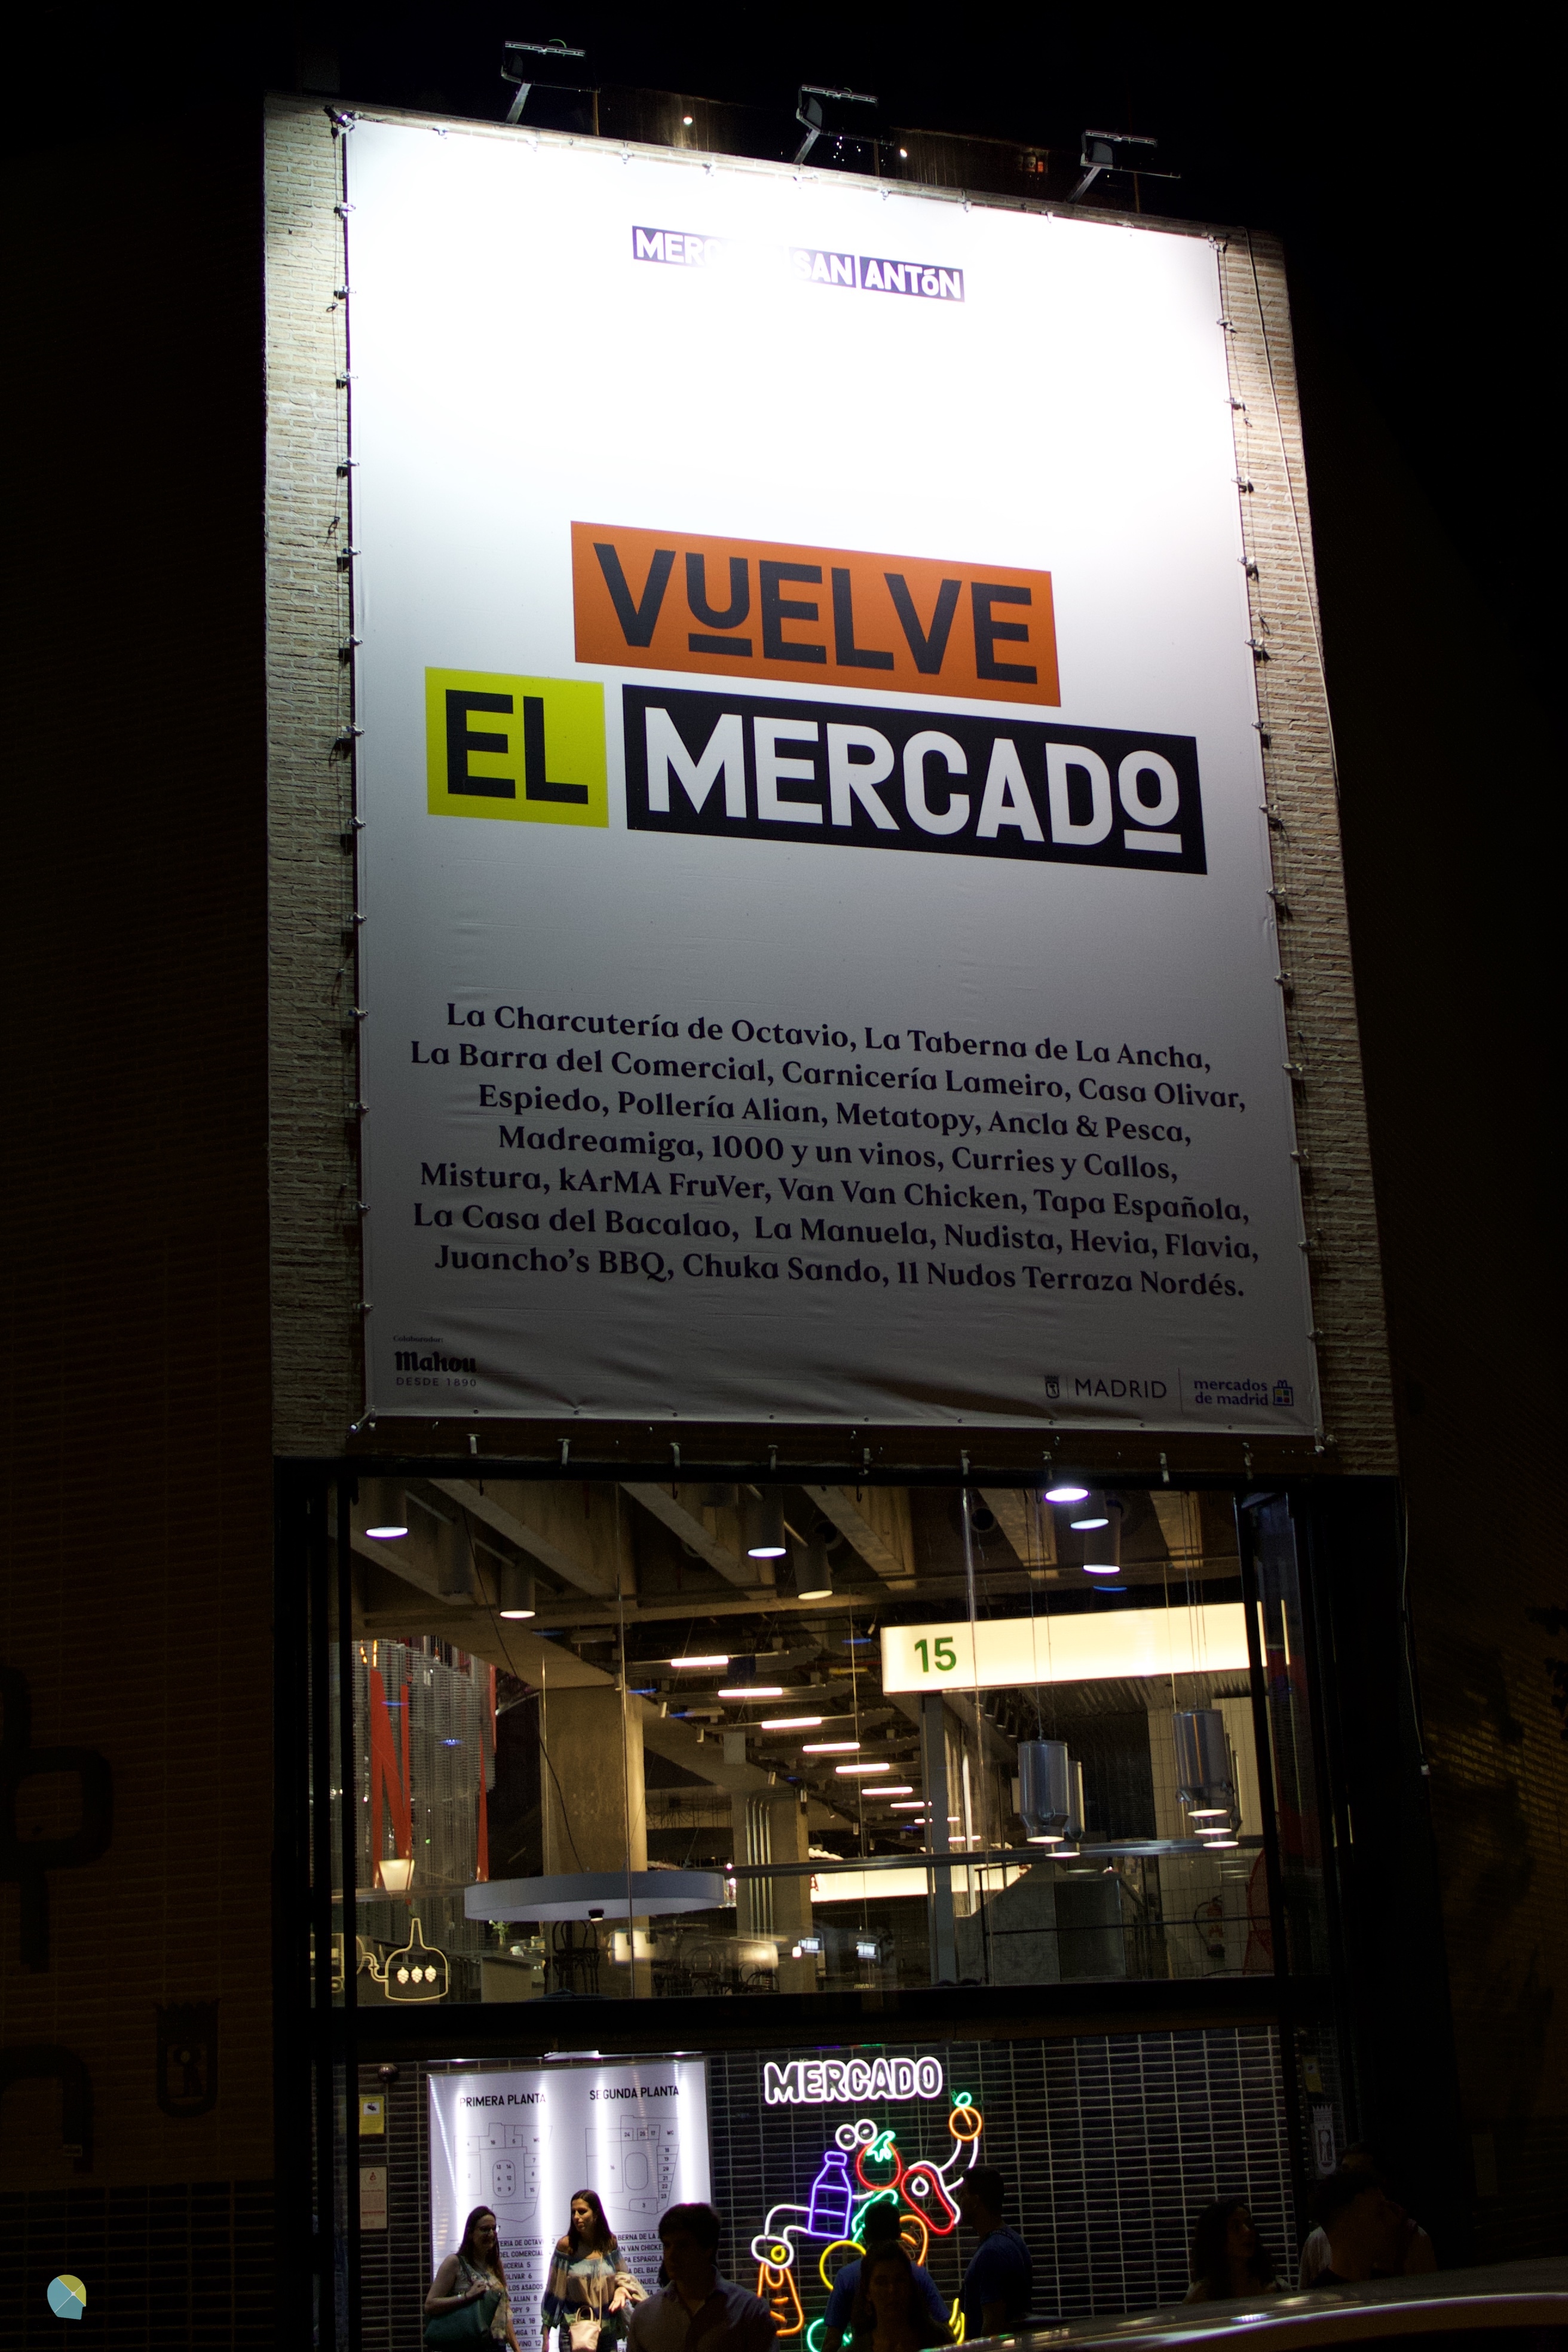 SAN ANTóN
VUELVE
EL MERCADO
La Charcutería de Octavio, La Taberna de La Ancha,
La Barra del Comercial, Carnicería Lameiro, Casa Olivar,
Espiedo, Pollería Alian, Metatopy, Ancla & Pesca,
Madreamiga, 1000 y un vinos, Curries y Callos,
Mistura, kArMA FruVer, Van Van Chicken, Tapa Española,
La Casa del Bacalao, La Manuela, Nudista, Hevia, Flavia,
Juancho's BBQ, Chuka Sando, 11 Nudos Terraza Nordés.
Colaborador:
Mahou
DESDE 1890
MADRID
mercados
de madrid
15
MERCADO
PRIMERA PLANTA
SEGUNDA PLANTA